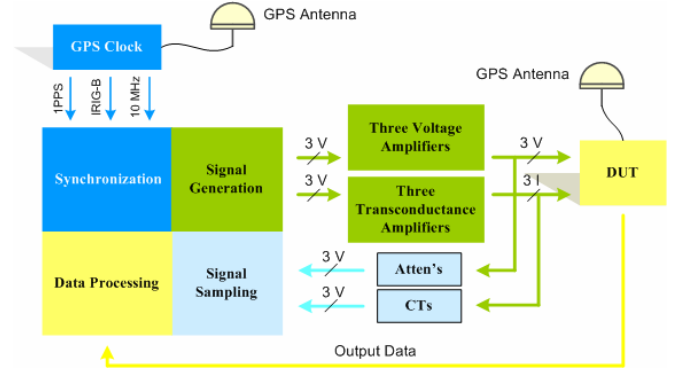 GPS Antenna
GPS Clock
1PPS
IRIG-B
10 MHz
GPS Antenna
Synchronization
Signal
Generation
3 V
3 V
Three Voltage
Amplifiers
Three
Transconductance
Amplifiers
3 V
3 I
DUT
Data Processing
Signal
Sampling
3 V
3 V
Atten's
CTs
Output Data